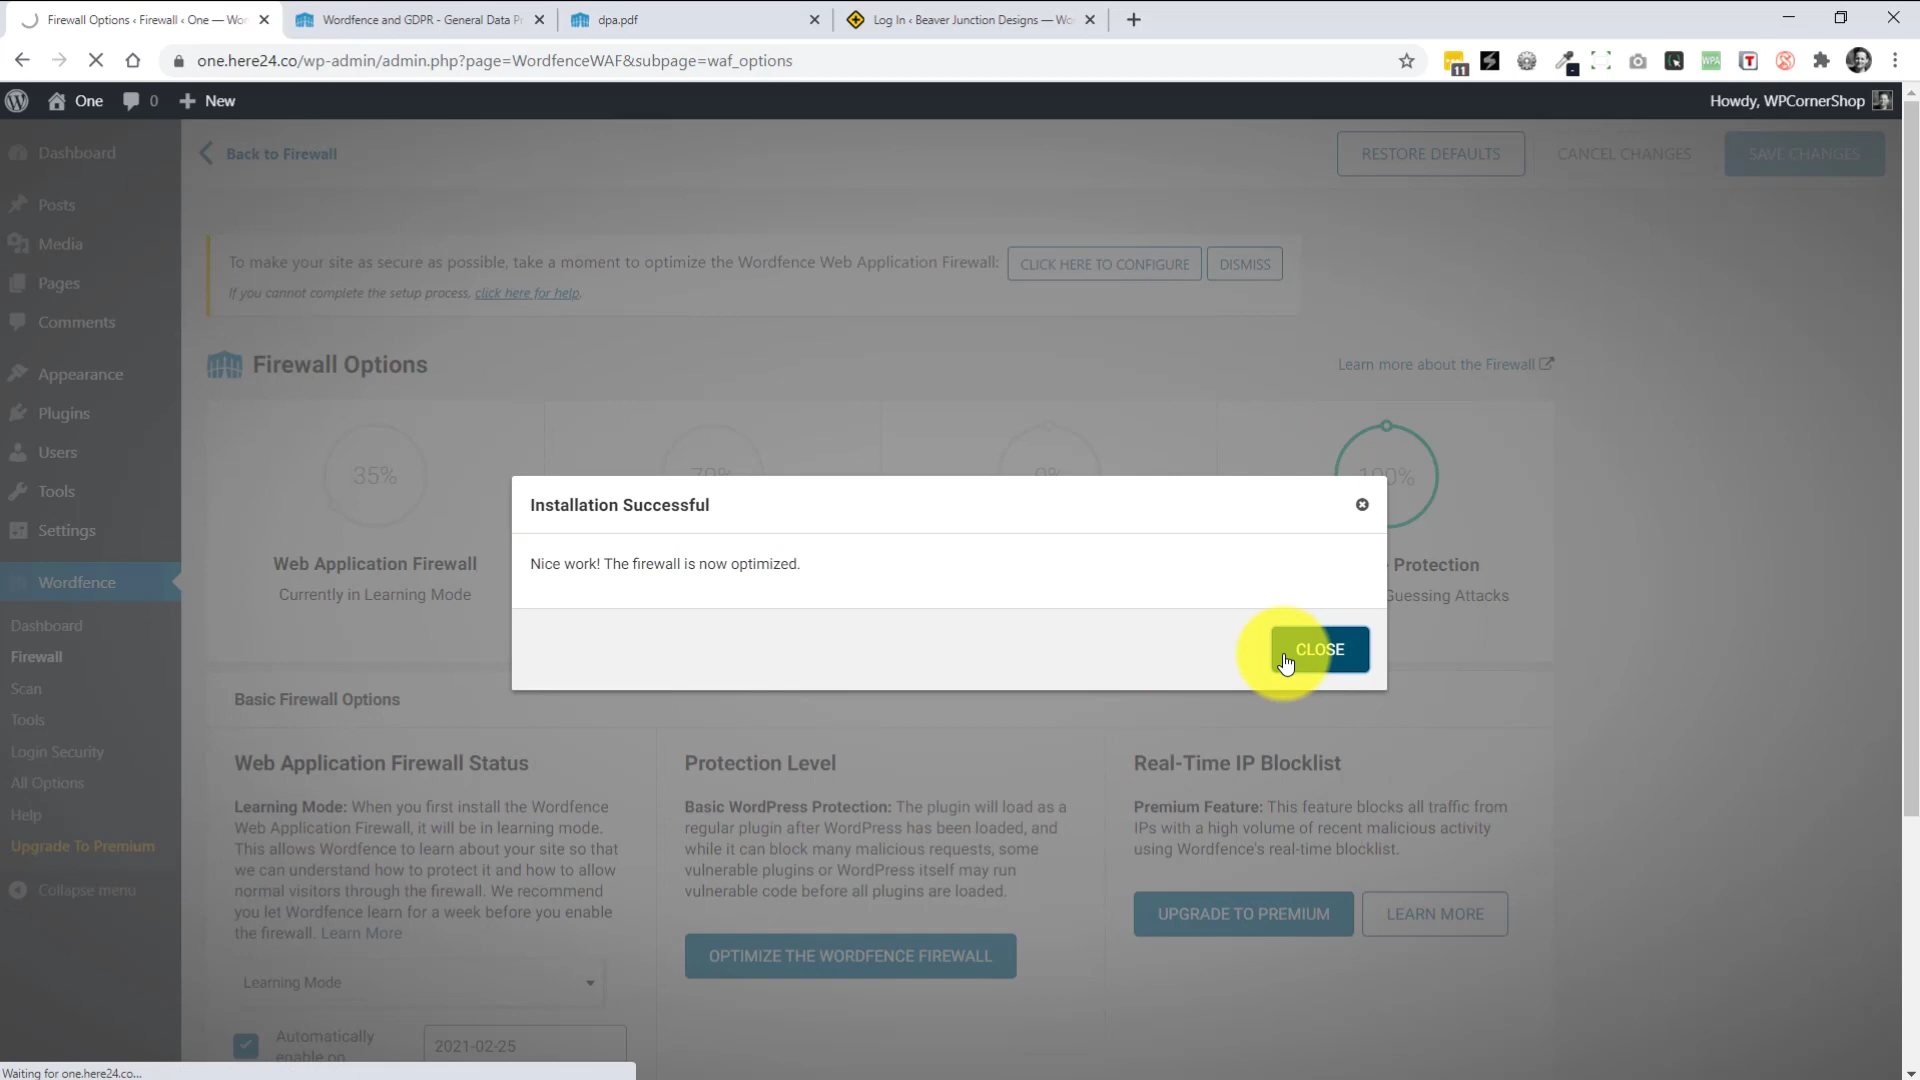 Firewall Options ‹ Firewall ‹ One — Wor
Wordfence and GDPR - General Data P
dpa.pdf
Log In ‹ Beaver Junction Designs — Wo
one.here24.co/wp-admin/admin.php?page=WordfenceWAF&subpage=waf_options
11
WPA
T
One
0
New
Howdy, WPCornerShop
Dashboard
Posts
Media
Pages
Comments
Appearance
Plugins
Users
Tools
Settings
Wordfence
Dashboard
Firewall
Scan
Tools
Login Security
All Options
Help
Upgrade To Premium
Collapse menu
Back to Firewall
RESTORE DEFAULTS
CANCEL CHANGES
SAVE CHANGES
To make your site as secure as possible, take a moment to optimize the Wordfence Web Application Firewall:
CLICK HERE TO CONFIGURE
DISMISS
If you cannot complete the setup process, click here for help.
Firewall Options
Learn more about the Firewall
35%
70%
0%
100%
Web Application Firewall
Currently in Learning Mode
Protection
Guessing Attacks
Installation Successful
Nice work! The firewall is now optimized.
CLOSE
Basic Firewall Options
Web Application Firewall Status
Learning Mode: When you first install the Wordfence
Web Application Firewall, it will be in learning mode.
This allows Wordfence to learn about your site so that
we can understand how to protect it and how to allow
normal visitors through the firewall. We recommend
you let Wordfence learn for a week before you enable
the firewall. Learn More
Learning Mode
Automatically
enable on
2021-02-25
Protection Level
Basic WordPress Protection: The plugin will load as a
regular plugin after WordPress has been loaded, and
while it can block many malicious requests, some
vulnerable plugins or WordPress itself may run
vulnerable code before all plugins are loaded.
OPTIMIZE THE WORDFENCE FIREWALL
Real-Time IP Blocklist
Premium Feature: This feature blocks all traffic from
IPs with a high volume of recent malicious activity
using Wordfence's real-time blocklist.
UPGRADE TO PREMIUM
LEARN MORE
Waiting for one.here24.co...